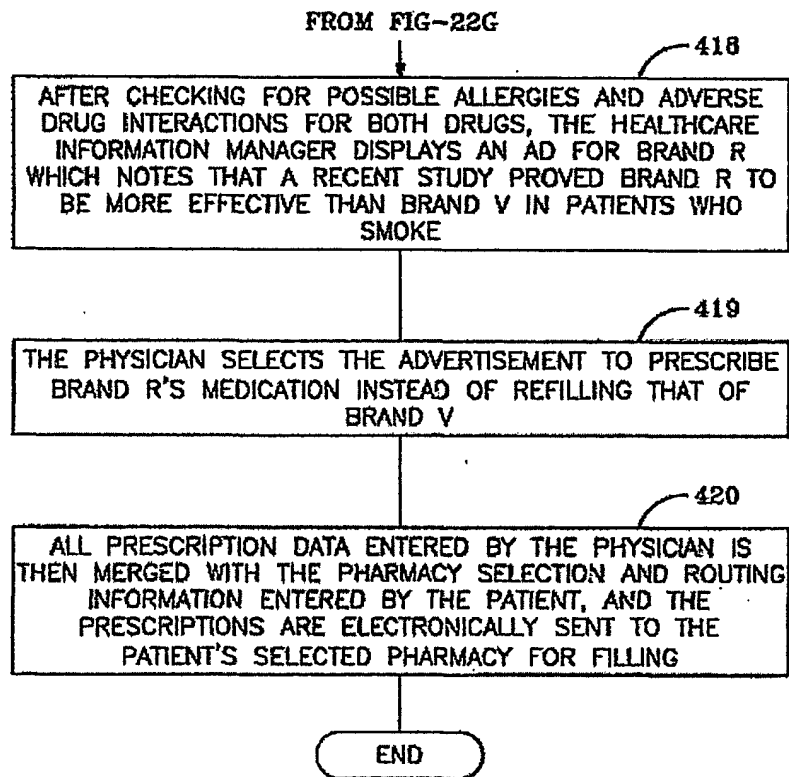 FROM FIG-22G
418
AFTER CHECKING FOR POSSIBLE ALLERGIES AND ADVERSE
DRUG INTERACTIONS FOR BOTH DRUGS, THE HEALTHCARE
INFORMATION MANAGER DISPLAYS AN AD FOR BRAND R
WHICH NOTES THAT A RECENT STUDY PROVED BRAND R TO
BE MORE EFFECTIVE THAN BRAND V IN PATIENTS WHO
SMOKE
419
THE PHYSICIAN SELECTS THE ADVERTISEMENT TO PRESCRIBE
BRAND R'S MEDICATION INSTEAD OF REFILLING THAT OF
BRAND V
420
ALL PRESCRIPTION DATA ENTERED BY THE PHYSICIAN IS
THEN MERGED WITH THE PHARMACY SELECTION AND ROUTING
INFORMATION ENTERED BY THE PATIENT, AND THE
PRESCRIPTIONS ARE ELECTRONICALLY SENT TO THE
PATIENT'S SELECTED PHARMACY FOR FILLING
END